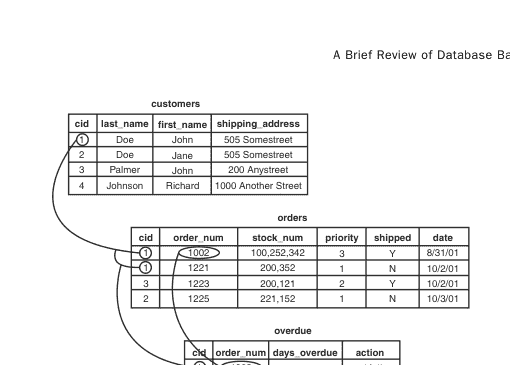 A Brief Review of Database Ba
customers
cid last_name first_name shipping_address
1 Doe John 505 Somestreet
2 Doe Jane 505 Somestreet
3 Palmer John 200 Anystreet
4 Johnson Richard 1000 Another Street
orders
cid order_num stock_num priority shipped date
1 1002 100,252,342 3 Y 8/31/01
1 1221 200,352 1 N 10/2/01
3 1223 200,121 2 Y 10/2/01
2 1225 221,152 1 N 10/3/01
overdue
cid order_num days_overdue action